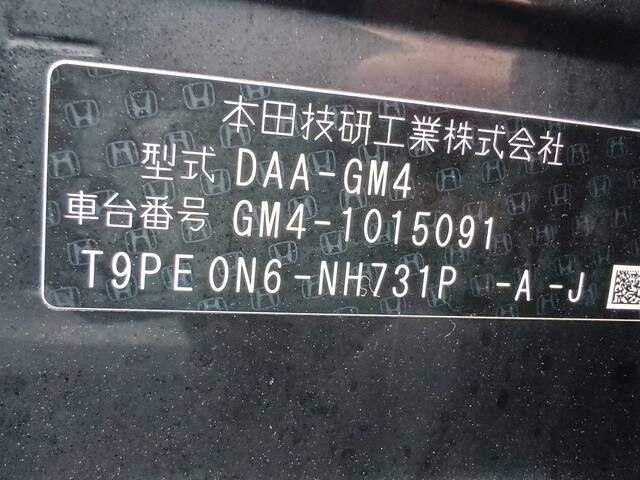 本田技研工業株式会社
型式 DAA-GM4
車台番号 GM4-1015091
T9PE 0N6-NH731P -A-J